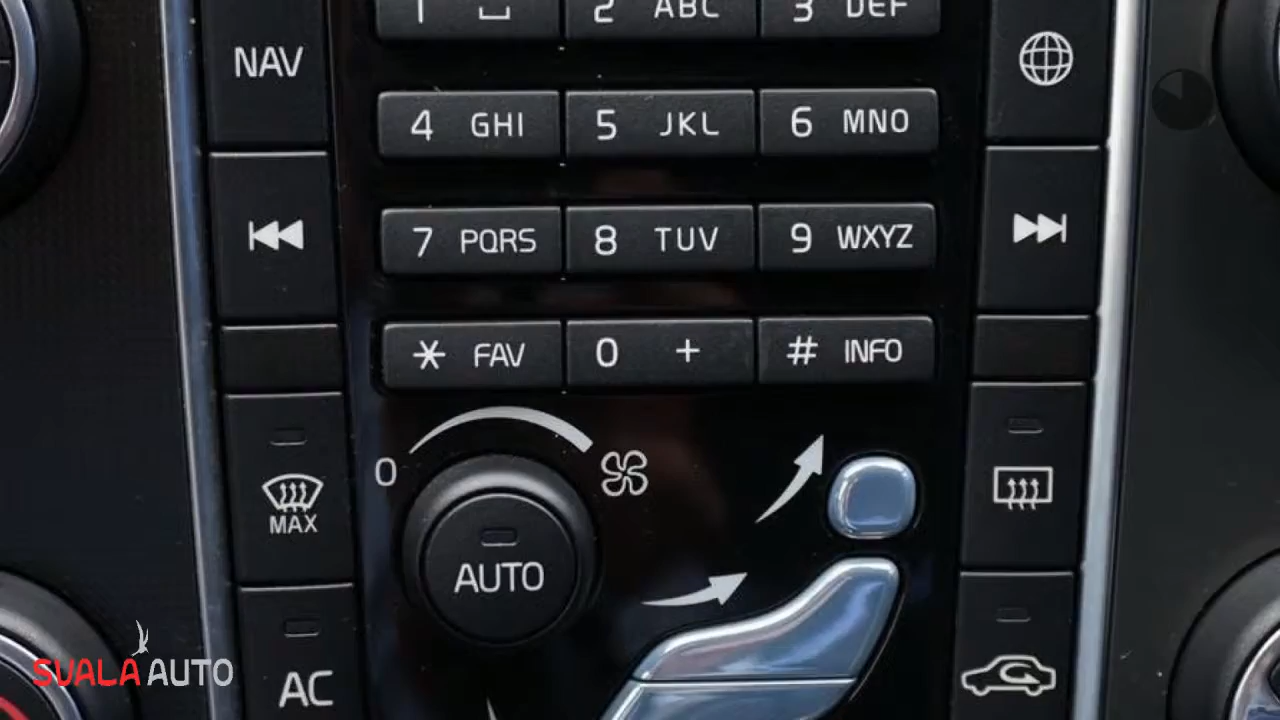 1 2 ABC 3 DEF
NAV
4 GHI 5 JKL 6 MNO
7 PQRS 8 TUV 9 WXYZ
* FAV 0 + # INFO
0
MAX
AUTO
AC
SVALA AUTO